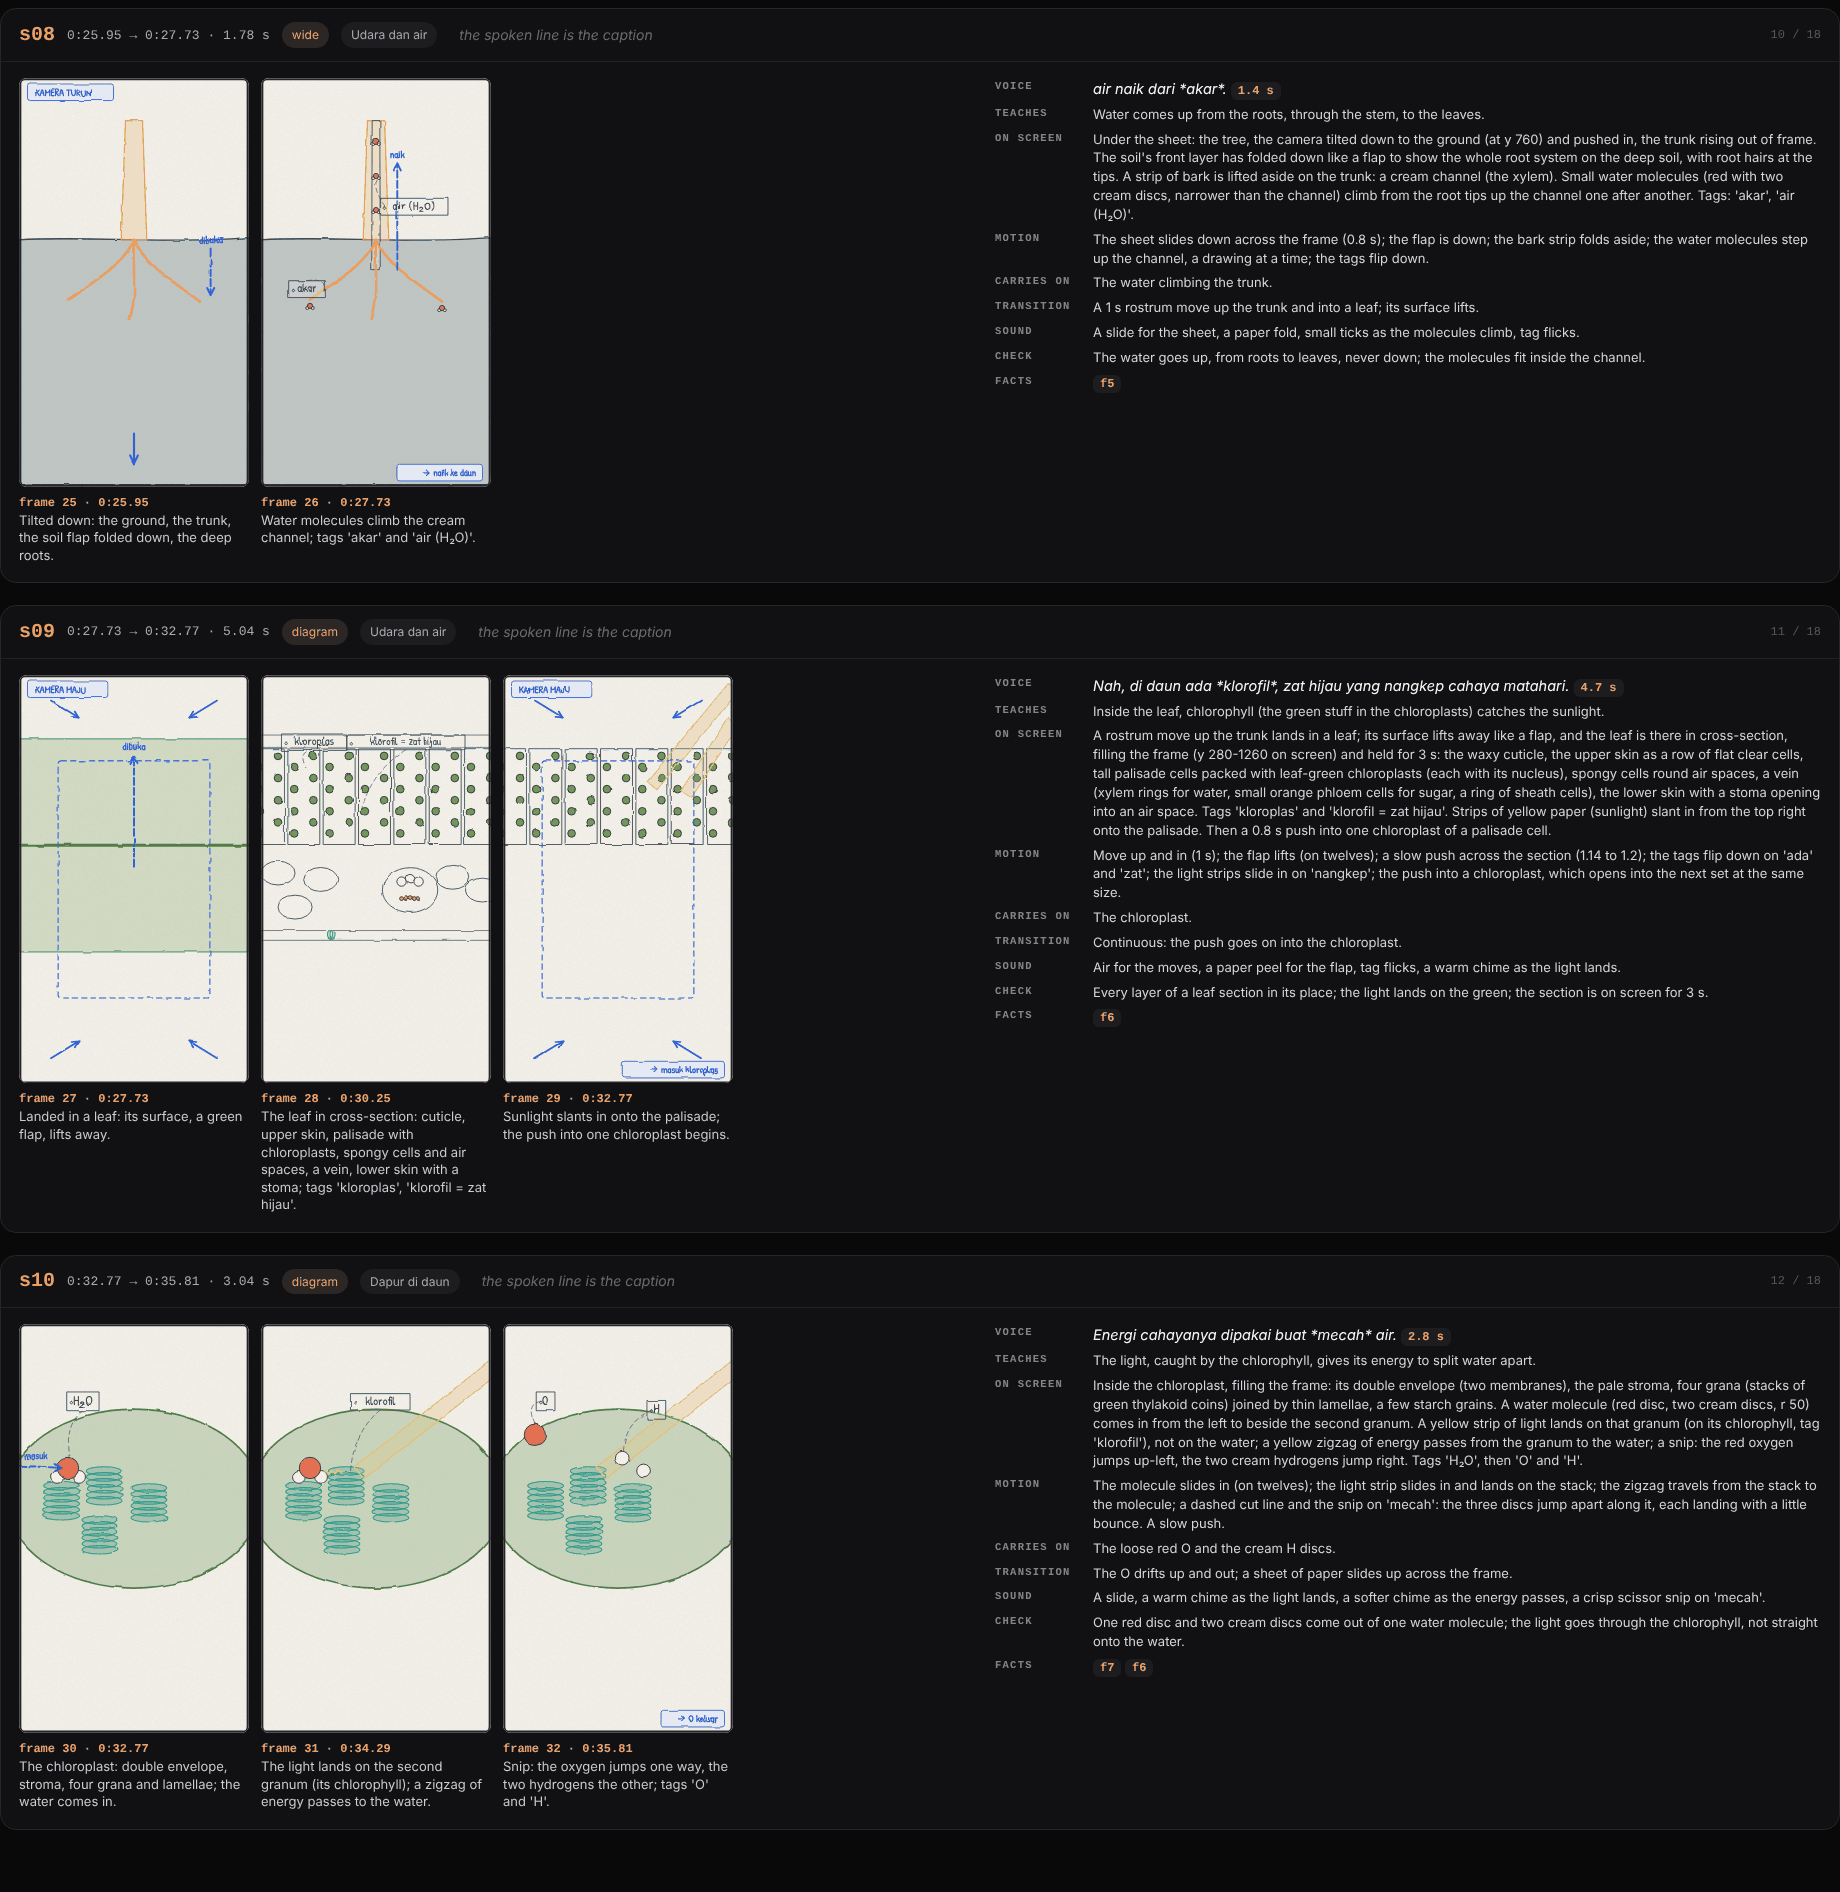 s08 0:25.95 → 0:27.73 · 1.78 s wide Udara dan air the spoken line is the caption 10 / 18
KAMERA TURUN
dibuka
naik
air (H₂O)
akar
→ naik ke daun
frame 25 · 0:25.95
Tilted down: the ground, the trunk,
the soil flap folded down, the deep
roots.
frame 26 · 0:27.73
Water molecules climb the cream
channel; tags 'akar' and 'air (H₂O)'.
VOICE air naik dari *akar*. 1.4 s
TEACHES Water comes up from the roots, through the stem, to the leaves.
ON SCREEN Under the sheet: the tree, the camera tilted down to the ground (at y 760) and pushed in, the trunk rising out of frame.
The soil's front layer has folded down like a flap to show the whole root system on the deep soil, with root hairs at the
tips. A strip of bark is lifted aside on the trunk: a cream channel (the xylem). Small water molecules (red with two
cream discs, narrower than the channel) climb from the root tips up the channel one after another. Tags: 'akar', 'air
(H₂O)'.
MOTION The sheet slides down across the frame (0.8 s); the flap is down; the bark strip folds aside; the water molecules step
up the channel, a drawing at a time; the tags flip down.
CARRIES ON The water climbing the trunk.
TRANSITION A 1 s rostrum move up the trunk and into a leaf; its surface lifts.
SOUND A slide for the sheet, a paper fold, small ticks as the molecules climb, tag flicks.
CHECK The water goes up, from roots to leaves, never down; the molecules fit inside the channel.
FACTS f5
s09 0:27.73 → 0:32.77 · 5.04 s diagram Udara dan air the spoken line is the caption 11 / 18
KAMERA MAJU
dibuka
kloroplas
klorofil = zat hijau
KAMERA MAJU
→ masuk kloroplas
frame 27 · 0:27.73
Landed in a leaf: its surface, a green
flap, lifts away.
frame 28 · 0:30.25
The leaf in cross-section: cuticle,
upper skin, palisade with
chloroplasts, spongy cells and air
spaces, a vein, lower skin with a
stoma; tags 'kloroplas', 'klorofil = zat
hijau'.
frame 29 · 0:32.77
Sunlight slants in onto the palisade;
the push into one chloroplast begins.
VOICE Nah, di daun ada *klorofil*, zat hijau yang nangkep cahaya matahari. 4.7 s
TEACHES Inside the leaf, chlorophyll (the green stuff in the chloroplasts) catches the sunlight.
ON SCREEN A rostrum move up the trunk lands in a leaf; its surface lifts away like a flap, and the leaf is there in cross-section,
filling the frame (y 280-1260 on screen) and held for 3 s: the waxy cuticle, the upper skin as a row of flat clear cells,
tall palisade cells packed with leaf-green chloroplasts (each with its nucleus), spongy cells round air spaces, a vein
(xylem rings for water, small orange phloem cells for sugar, a ring of sheath cells), the lower skin with a stoma opening
into an air space. Tags 'kloroplas' and 'klorofil = zat hijau'. Strips of yellow paper (sunlight) slant in from the top right
onto the palisade. Then a 0.8 s push into one chloroplast of a palisade cell.
MOTION Move up and in (1 s); the flap lifts (on twelves); a slow push across the section (1.14 to 1.2); the tags flip down on 'ada'
and 'zat'; the light strips slide in on 'nangkep'; the push into a chloroplast, which opens into the next set at the same
size.
CARRIES ON The chloroplast.
TRANSITION Continuous: the push goes on into the chloroplast.
SOUND Air for the moves, a paper peel for the flap, tag flicks, a warm chime as the light lands.
CHECK Every layer of a leaf section in its place; the light lands on the green; the section is on screen for 3 s.
FACTS f6
s10 0:32.77 → 0:35.81 · 3.04 s diagram Dapur di daun the spoken line is the caption 12 / 18
H₂O
masuk
klorofil
O
H
→ O keluar
frame 30 · 0:32.77
The chloroplast: double envelope,
stroma, four grana and lamellae; the
water comes in.
frame 31 · 0:34.29
The light lands on the second
granum (its chlorophyll); a zigzag of
energy passes to the water.
frame 32 · 0:35.81
Snip: the oxygen jumps one way, the
two hydrogens the other; tags 'O'
and 'H'.
VOICE Energi cahayanya dipakai buat *mecah* air. 2.8 s
TEACHES The light, caught by the chlorophyll, gives its energy to split water apart.
ON SCREEN Inside the chloroplast, filling the frame: its double envelope (two membranes), the pale stroma, four grana (stacks of
green thylakoid coins) joined by thin lamellae, a few starch grains. A water molecule (red disc, two cream discs, r 50)
comes in from the left to beside the second granum. A yellow strip of light lands on that granum (on its chlorophyll, tag
'klorofil'), not on the water; a yellow zigzag of energy passes from the granum to the water; a snip: the red oxygen
jumps up-left, the two cream hydrogens jump right. Tags 'H₂O', then 'O' and 'H'.
MOTION The molecule slides in (on twelves); the light strip slides in and lands on the stack; the zigzag travels from the stack to
the molecule; a dashed cut line and the snip on 'mecah': the three discs jump apart along it, each landing with a little
bounce. A slow push.
CARRIES ON The loose red O and the cream H discs.
TRANSITION The O drifts up and out; a sheet of paper slides up across the frame.
SOUND A slide, a warm chime as the light lands, a softer chime as the energy passes, a crisp scissor snip on 'mecah'.
CHECK One red disc and two cream discs come out of one water molecule; the light goes through the chlorophyll, not straight
onto the water.
FACTS f7 f6